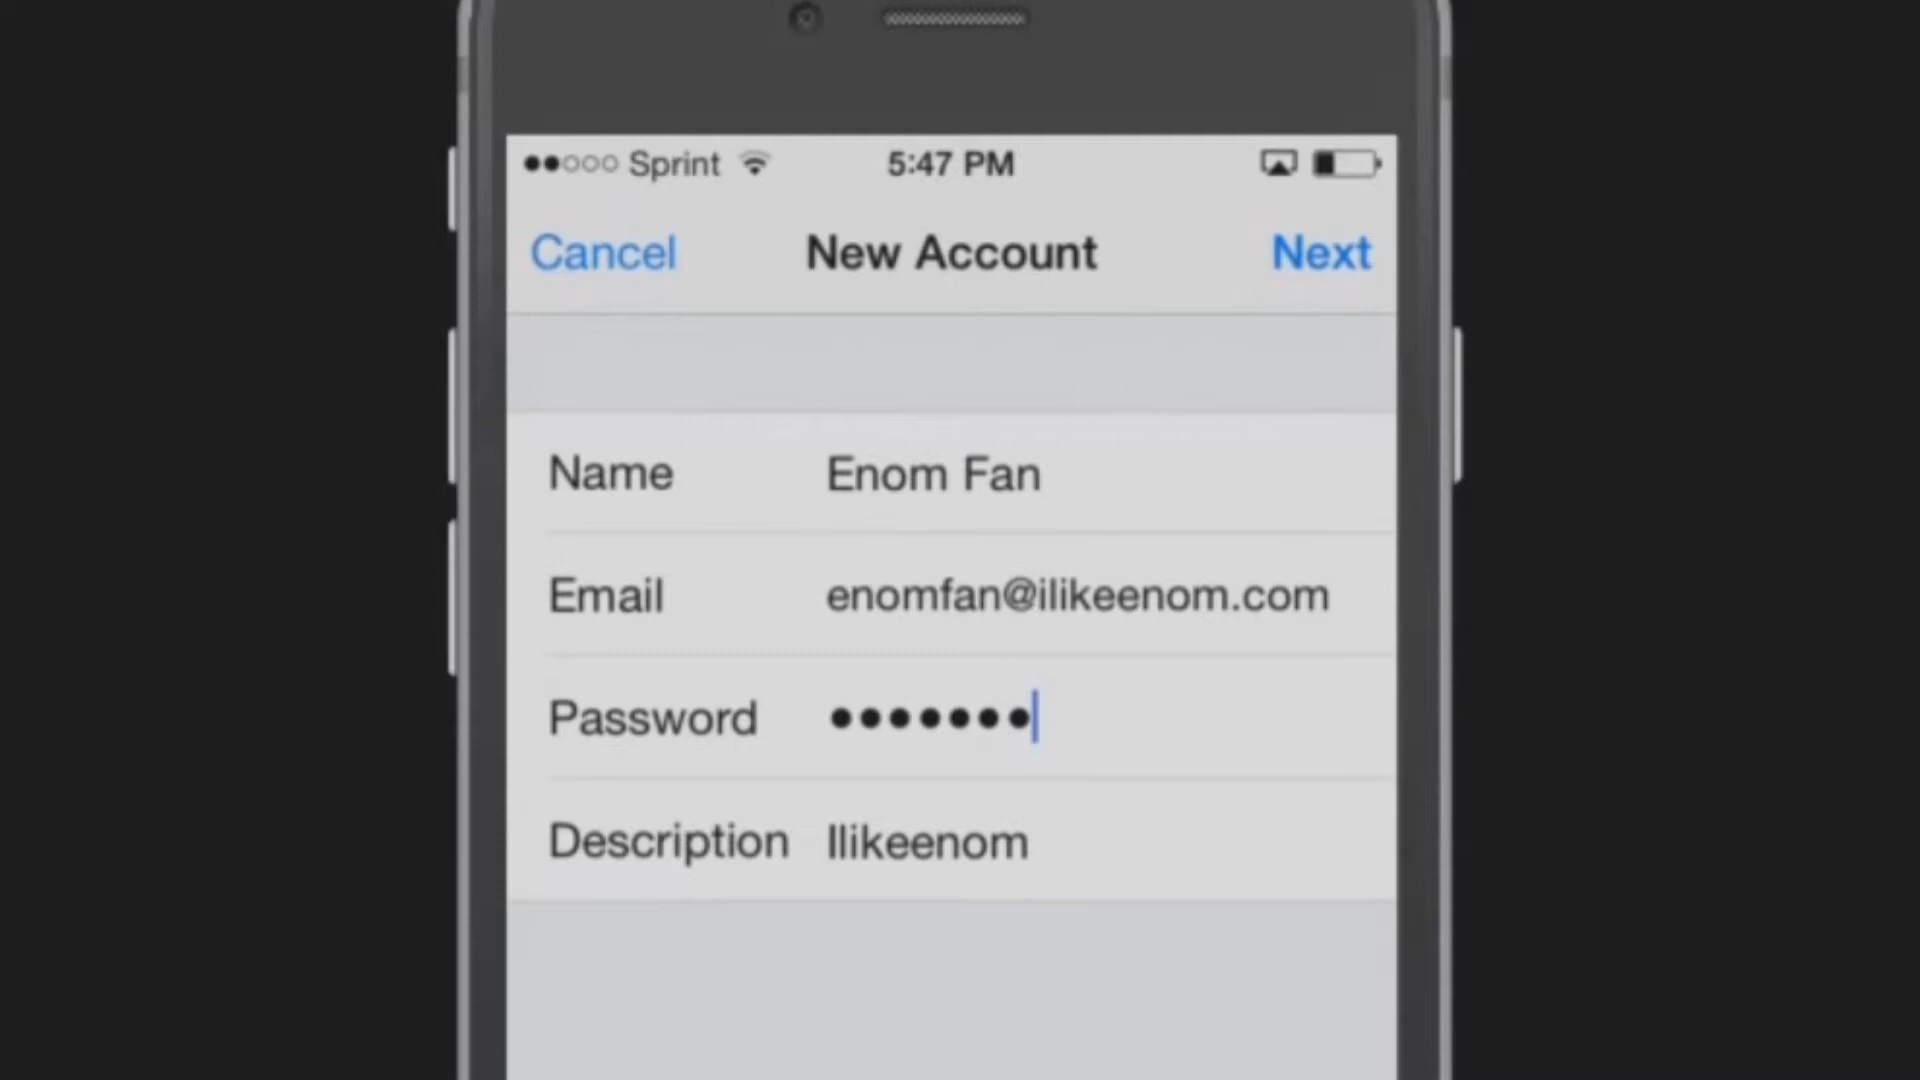 Sprint 5:47 PM
Cancel New Account Next
Name Enom Fan
Email enomfan@ilikeenom.com
Password •••••••
Description Ilikeenom